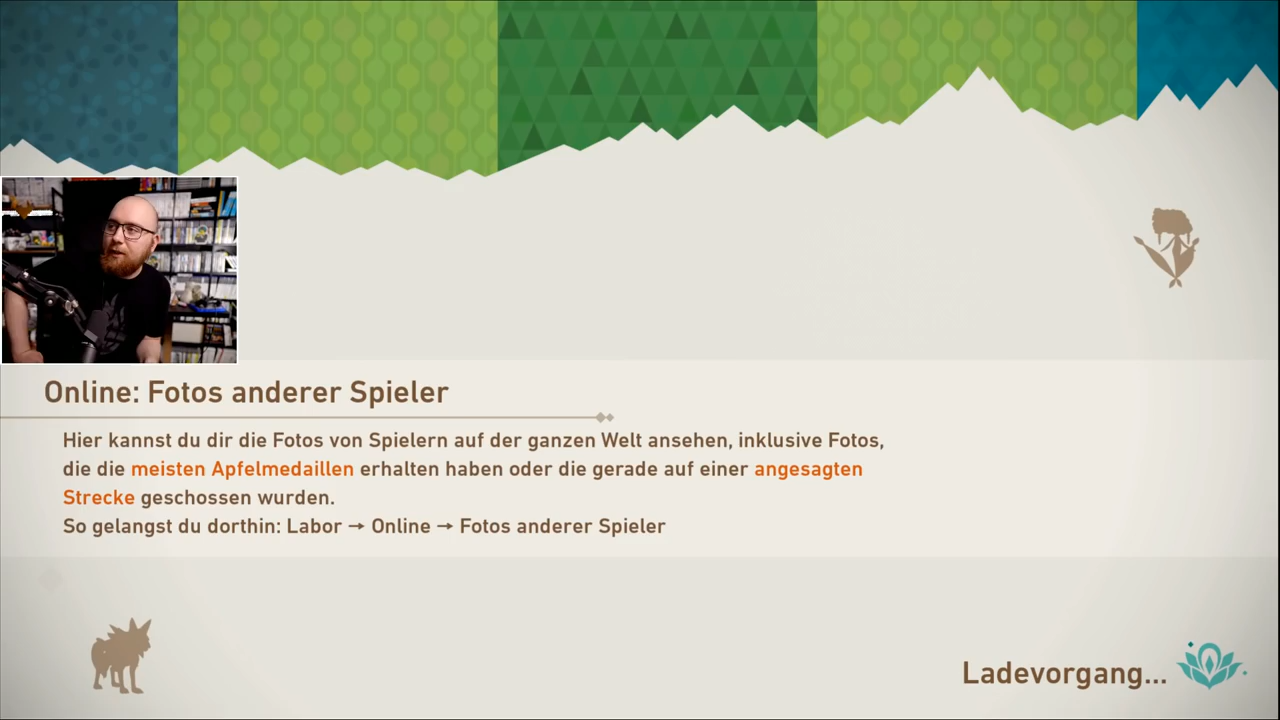 Online: Fotos anderer Spieler
Hier kannst du dir die Fotos von Spielern auf der ganzen Welt ansehen, inklusive Fotos,
die die meisten Apfelmedaillen erhalten haben oder die gerade auf einer angesagten
Strecke geschossen wurden.
So gelangst du dorthin: Labor → Online → Fotos anderer Spieler
Ladevorgang...